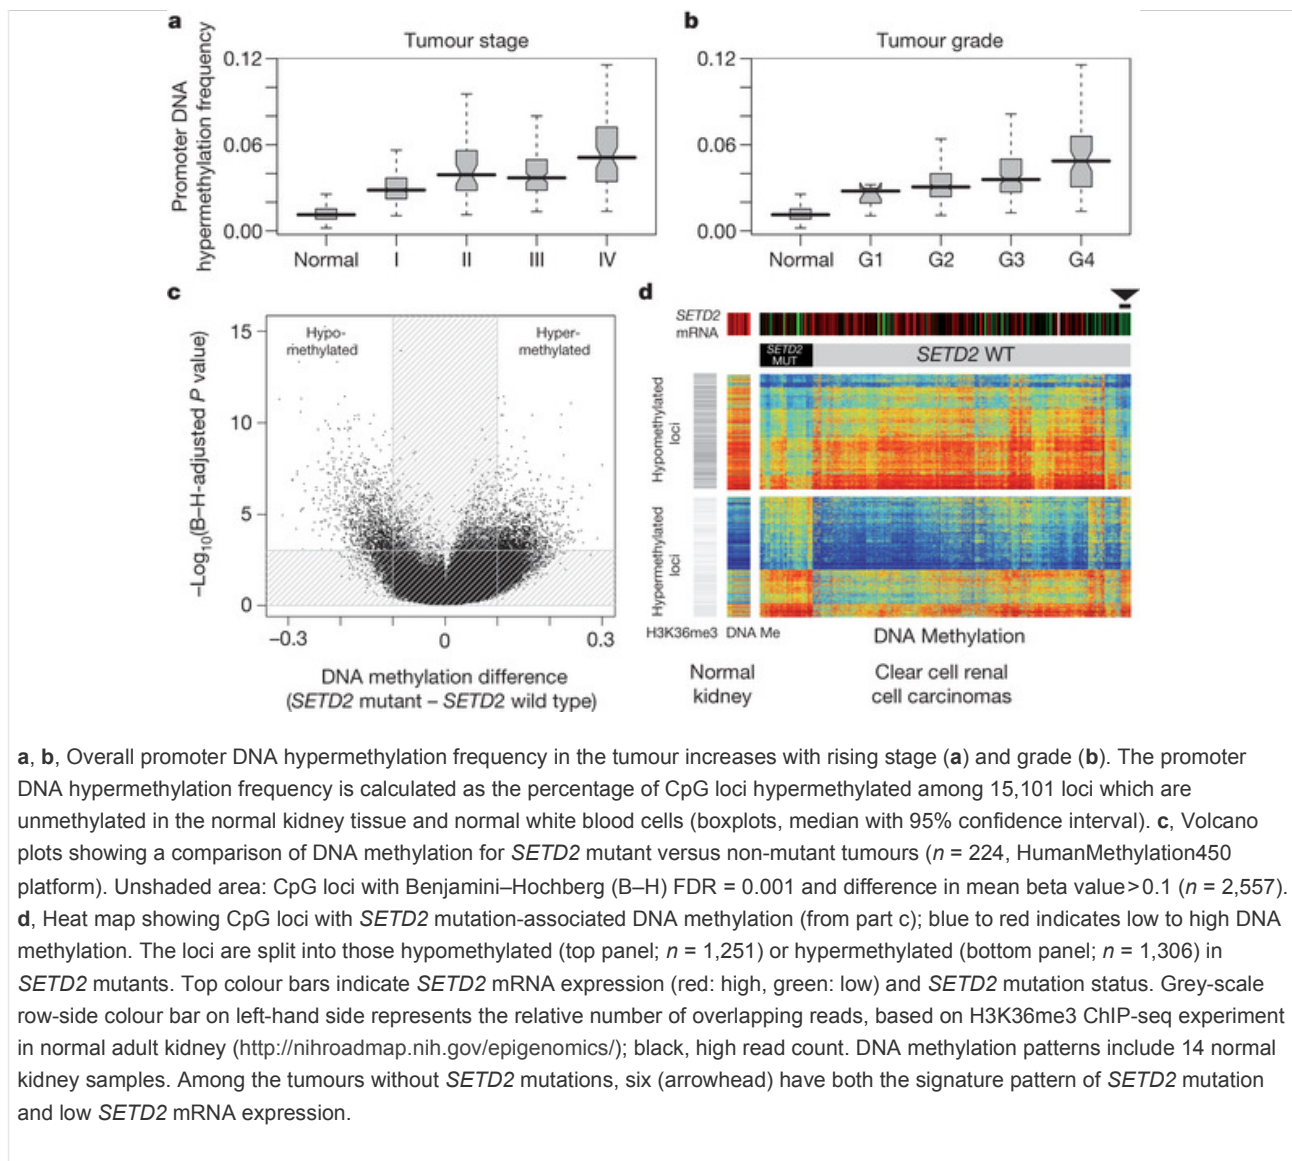 a
Tumour stage
Promoter DNA
hypermethylation frequency
0.12
0.06
0.00
Normal
I
II
III
IV
b
Tumour grade
0.12
0.06
0.00
Normal
G1
G2
G3
G4
c
15
10
5
0
–Log10(B–H-adjusted P value)
Hypo-
methylated
Hyper-
methylated
–0.3
0
0.3
DNA methylation difference
(SETD2 mutant – SETD2 wild type)
d
SETD2
mRNA
SETD2
MUT
SETD2 WT
Hypomethylated
loci
Hypermethylated
loci
H3K36me3
DNA Me
DNA Methylation
Normal
kidney
Clear cell renal
cell carcinomas
a, b, Overall promoter DNA hypermethylation frequency in the tumour increases with rising stage (a) and grade (b). The promoter
DNA hypermethylation frequency is calculated as the percentage of CpG loci hypermethylated among 15,101 loci which are
unmethylated in the normal kidney tissue and normal white blood cells (boxplots, median with 95% confidence interval). c, Volcano
plots showing a comparison of DNA methylation for SETD2 mutant versus non-mutant tumours (n = 224, HumanMethylation450
platform). Unshaded area: CpG loci with Benjamini–Hochberg (B–H) FDR = 0.001 and difference in mean beta value>0.1 (n = 2,557).
d, Heat map showing CpG loci with SETD2 mutation-associated DNA methylation (from part c); blue to red indicates low to high DNA
methylation. The loci are split into those hypomethylated (top panel; n = 1,251) or hypermethylated (bottom panel; n = 1,306) in
SETD2 mutants. Top colour bars indicate SETD2 mRNA expression (red: high, green: low) and SETD2 mutation status. Grey-scale
row-side colour bar on left-hand side represents the relative number of overlapping reads, based on H3K36me3 ChIP-seq experiment
in normal adult kidney (http://nihroadmap.nih.gov/epigenomics/); black, high read count. DNA methylation patterns include 14 normal
kidney samples. Among the tumours without SETD2 mutations, six (arrowhead) have both the signature pattern of SETD2 mutation
and low SETD2 mRNA expression.